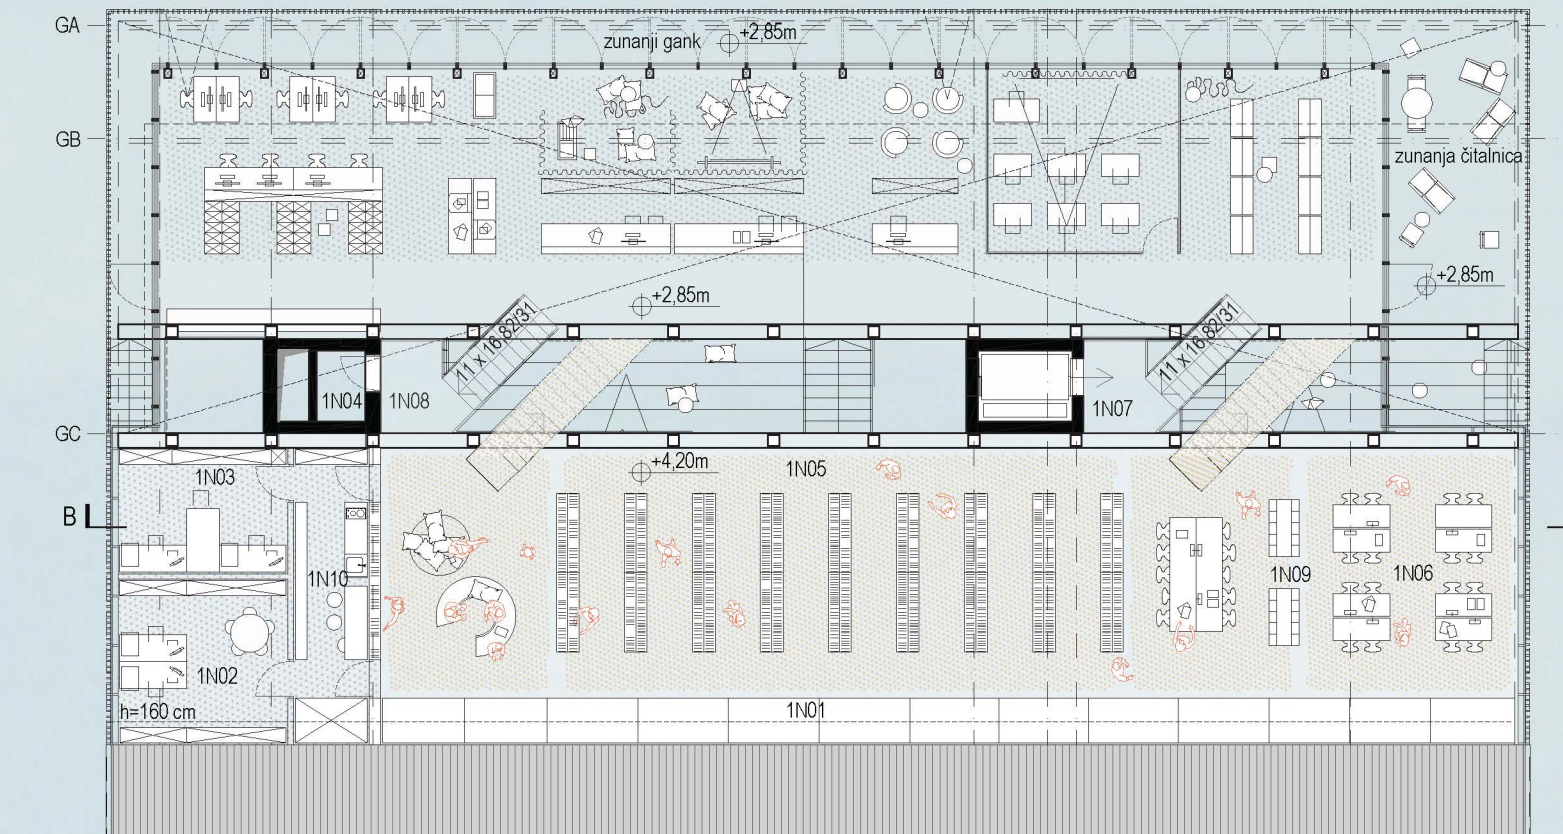 GA
zunanji gank
+2,85m
GB
zunanja čitalnica
+2,85m
+2,85m
11 x 16,82/31
11 x 16,82/31
1N04
1N08
1N07
GC
+4,20m
1N05
1N03
B
1N10
1N09
1N06
1N02
h=160 cm
1N01